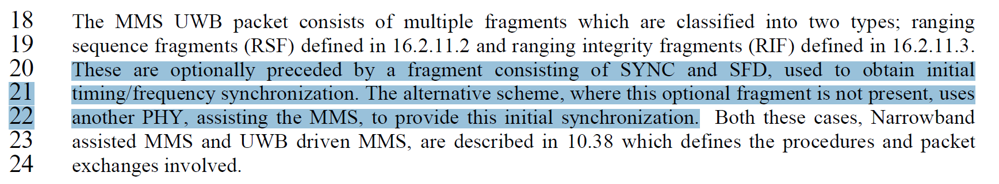 18 The MMS UWB packet consists of multiple fragments which are classified into two types; ranging
19 sequence fragments (RSF) defined in 16.2.11.2 and ranging integrity fragments (RIF) defined in 16.2.11.3.
20 These are optionally preceded by a fragment consisting of SYNC and SFD, used to obtain initial
21 timing/frequency synchronization. The alternative scheme, where this optional fragment is not present, uses
22 another PHY, assisting the MMS, to provide this initial synchronization. Both these cases, Narrowband
23 assisted MMS and UWB driven MMS, are described in 10.38 which defines the procedures and packet
24 exchanges involved.